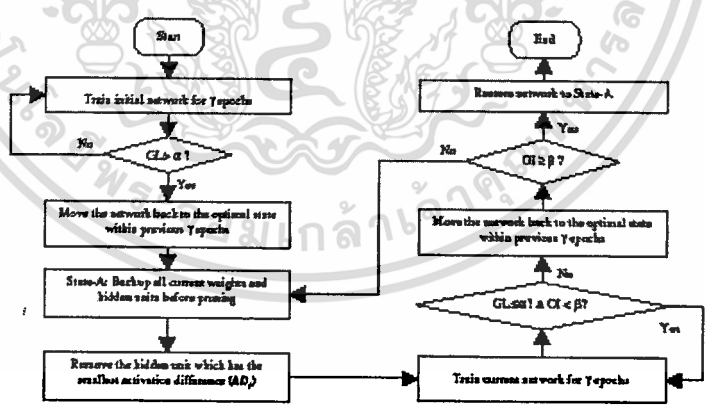 Start
Train initial network for γ epochs
No
GL > α ?
Yes
Move the network back to the optimal state
within previous γ epochs
State-A: Backup all current weights and
hidden units before pruning
Remove the hidden unit which has the
smallest activation difference (AD
Train current network for γ epochs
Yes
GL≤α? ∧ OI < β?
No
Move the network back to the optimal state
within previous γ epochs
No
OI ≥ β ?
Yes
Restore network to State-A
End